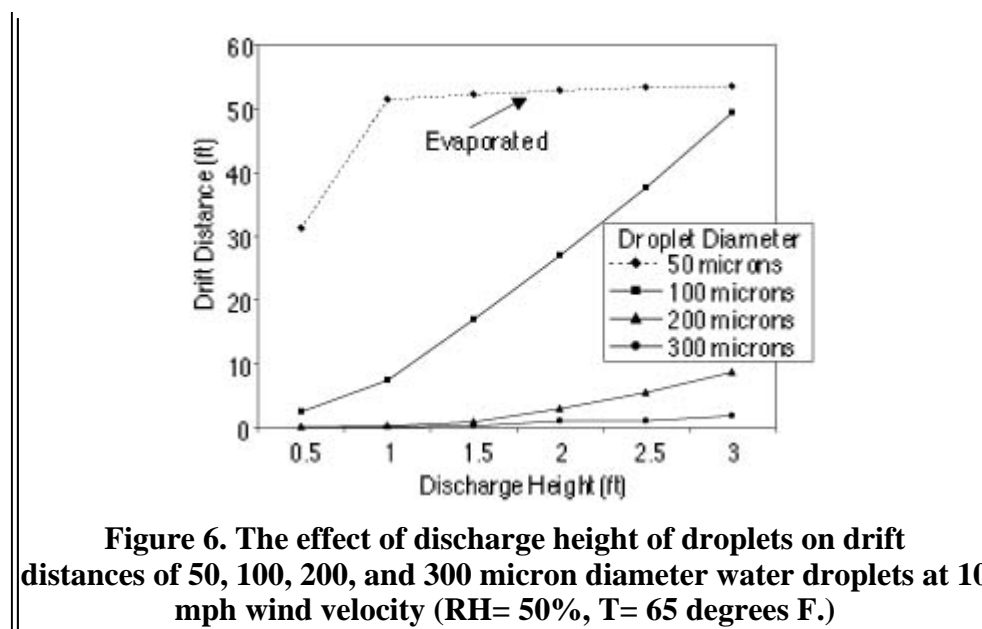 60
50
40
30
20
10
0
Drift Distance (ft)
Evaporated
Droplet Diameter
50 microns
100 microns
200 microns
300 microns
0.5 1 1.5 2 2.5 3
Discharge Height (ft)
Figure 6. The effect of discharge height of droplets on drift
distances of 50, 100, 200, and 300 micron diameter water droplets at 10
mph wind velocity (RH= 50%, T= 65 degrees F.)